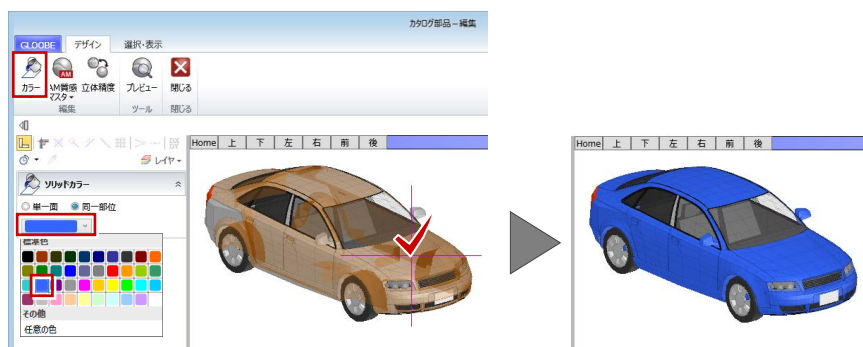 カタログ部品－編集
GLOOBE デザイン 選択・表示
カラー AM質感マスタ 立体精度 プレビュー 閉じる
編集 ツール 閉じる
レイヤ
Home 上 下 左 右 前 後
ソリッドカラー
単一面 同一部位
標準色
その他
任意の色
Home 上 下 左 右 前 後